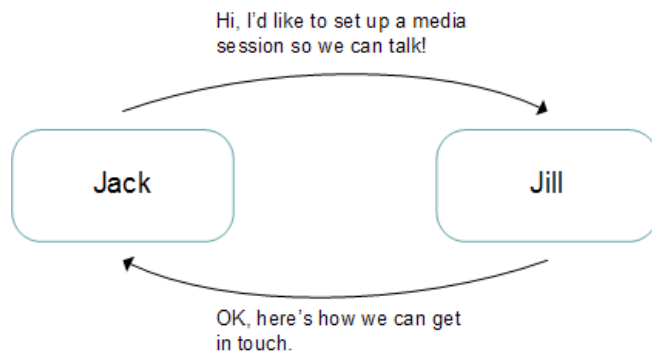 Hi, I’d like to set up a media
session so we can talk!
Jack
Jill
OK, here’s how we can get
in touch.